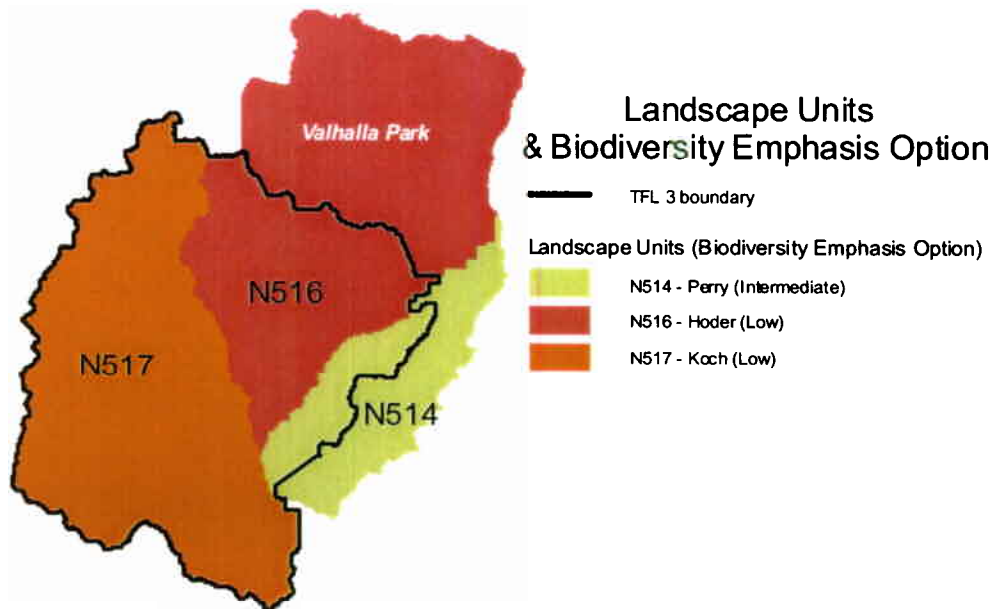 Valhalla Park
N516
N517
N514
Landscape Units
& Biodiversity Emphasis Option
TFL 3 boundary
Landscape Units (Biodiversity Emphasis Option)
N514 - Perry (Intermediate)
N516 - Hoder (Low)
N517 - Koch (Low)